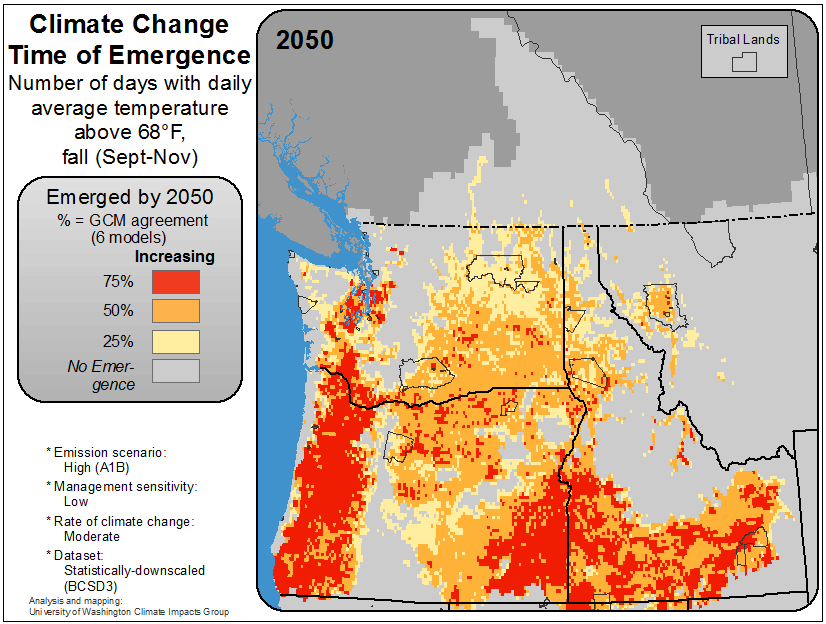 Climate Change
Time of Emergence
Number of days with daily
average temperature
above 68°F,
fall (Sept-Nov)
Emerged by 2050
% = GCM agreement
(6 models)
Increasing
75%
50%
25%
No Emer-
gence
* Emission scenario:
High (A1B)
* Management sensitivity:
Low
* Rate of climate change:
Moderate
* Dataset:
Statistically-downscaled
(BCSD3)
Analysis and mapping:
University of Washington Climate Impacts Group
2050
Tribal Lands